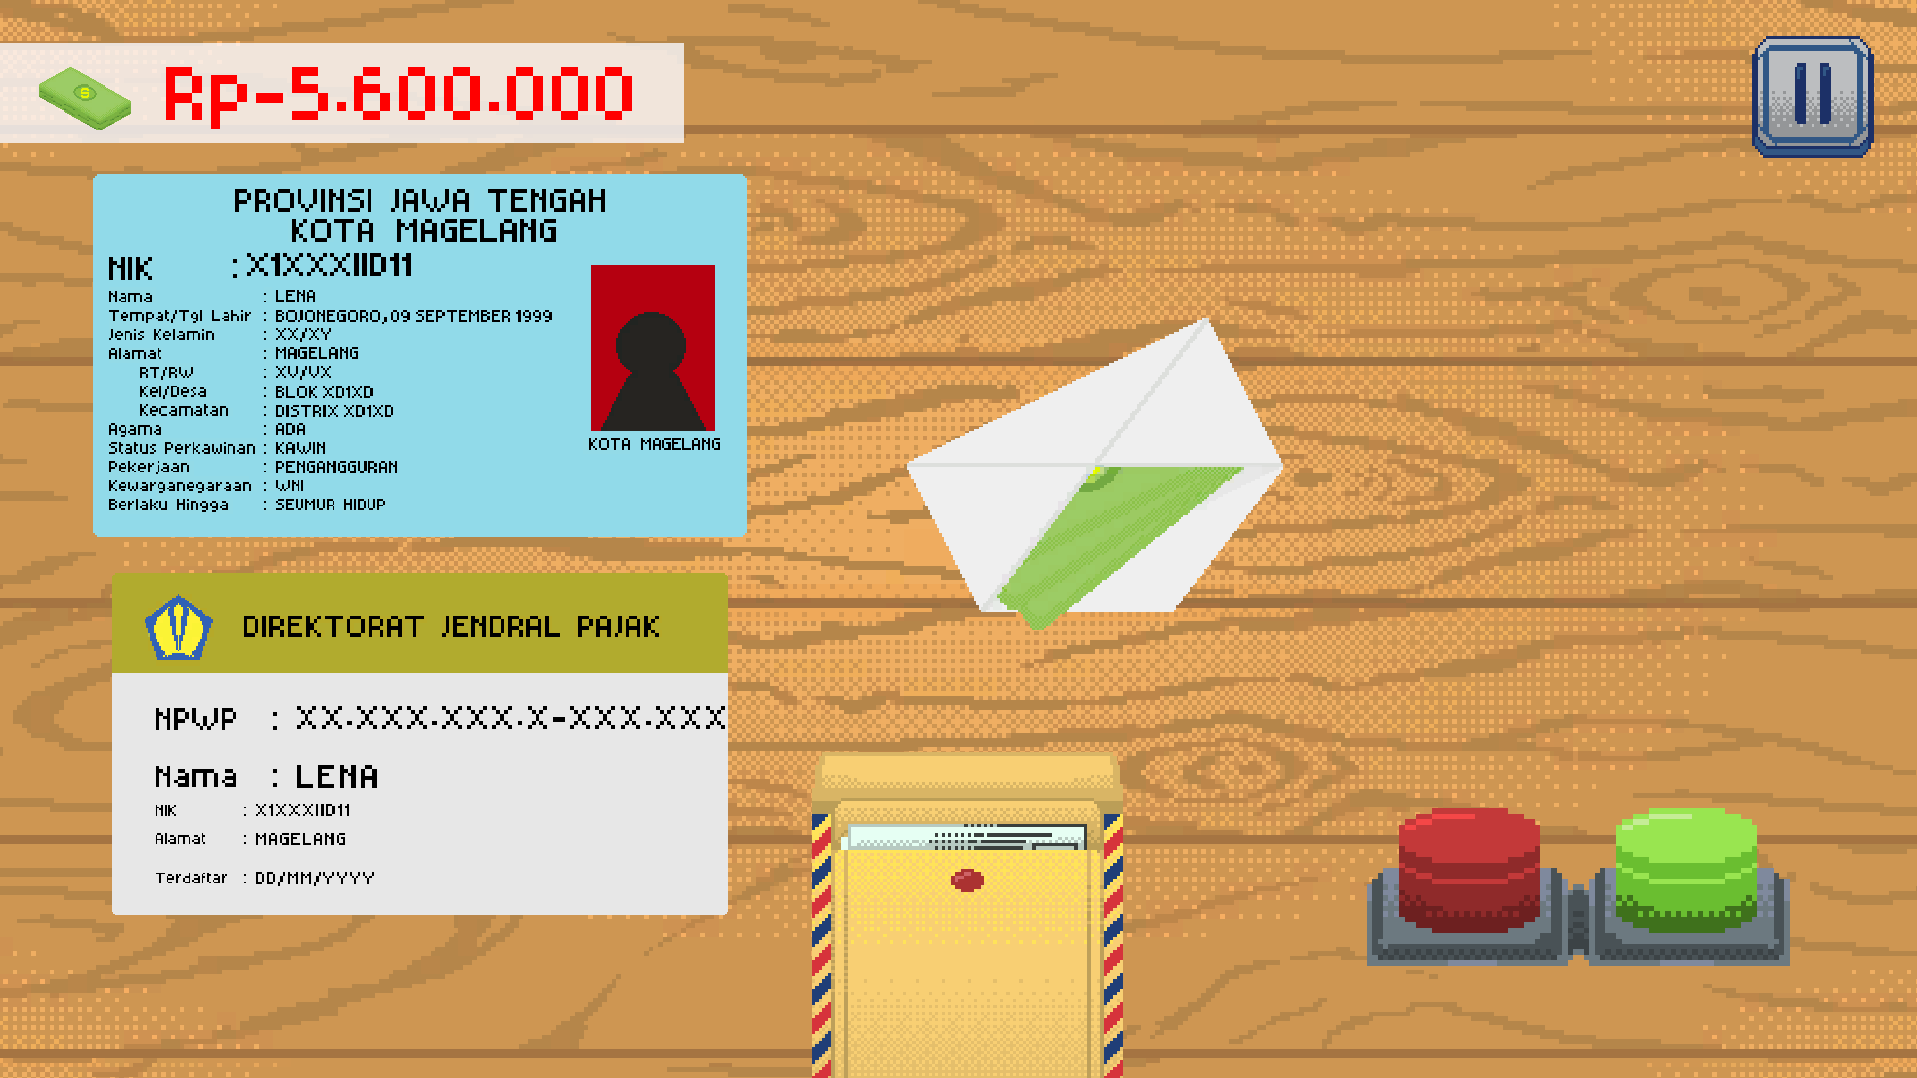 Rp-5.600.000
PROVINSI JAWA TENGAH
KOTA MAGELANG
NIK : X1XXXIID11
Nama : LENA
Tempat/Tgl Lahir : BOJONEGORO,09 SEPTEMBER 1999
Jenis Kelamin : XX/XY
Alamat : MAGELANG
RT/RW : XV/VX
Kel/Desa : BLOK XD1XD
Kecamatan : DISTRIX XD1XD
Agama : ADA
Status Perkawinan : KAWIN
Pekerjaan : PENGANGGURAN
Kewarganegaraan : WNI
Berlaku Hingga : SEUMUR HIDUP
KOTA MAGELANG
DIREKTORAT JENDRAL PAJAK
NPWP : XX.XXX.XXX.X-XXX.XXX
Nama : LENA
NIK : X1XXXIID11
Alamat : MAGELANG
Terdaftar : DD/MM/YYYY